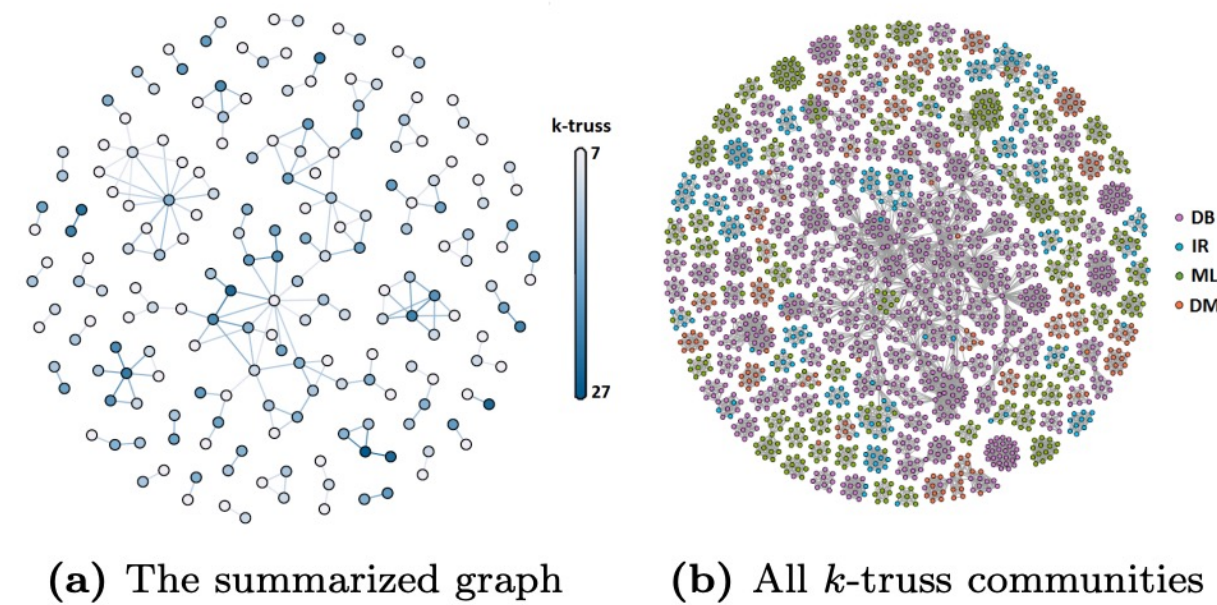 k-truss
7
27
DB
IR
ML
DM
(a) The summarized graph
(b) All k-truss communities